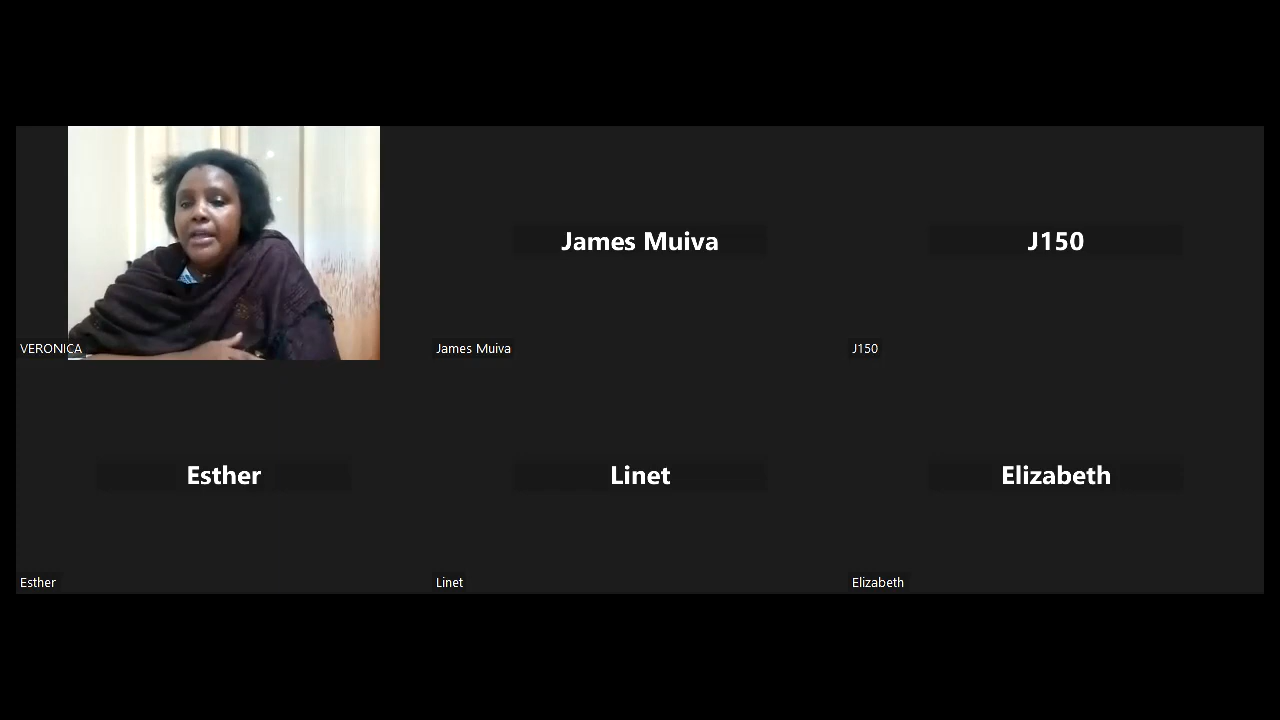 James Muiva
J150
VERONICA
James Muiva
J150
Esther
Linet
Elizabeth
Esther
Linet
Elizabeth